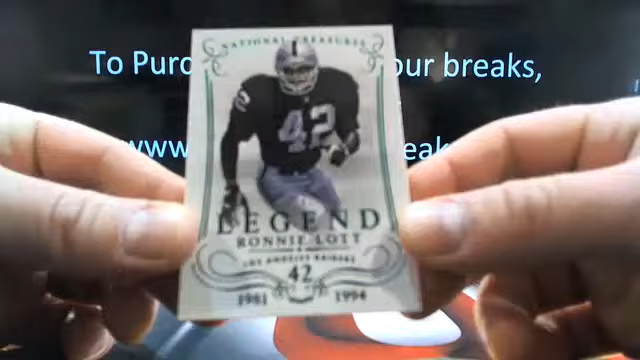 To Purc our breaks,
NATIONAL TREASURES
42
www eak
LEGEND
RONNIE LOTT
LOS ANGELES RAIDERS
42
1981 1994